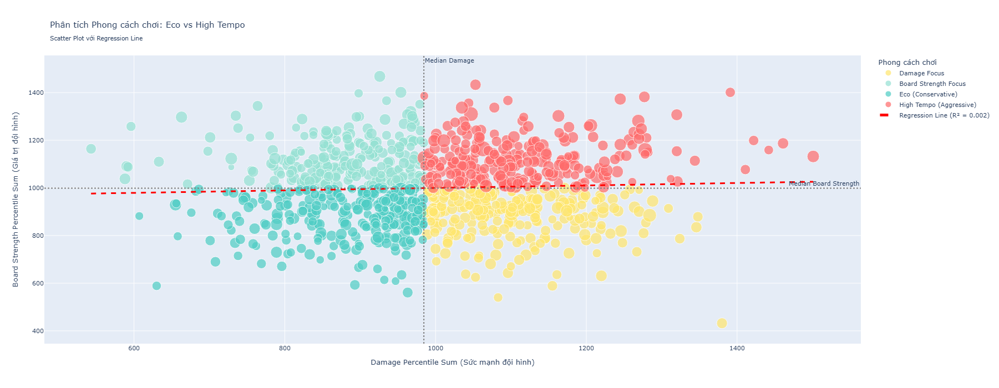 Phân tích Phong cách chơi: Eco vs High Tempo
Scatter Plot với Regression Line
Median Damage
Median Board Strength
Board Strength Percentile Sum (Giá trị đội hình)
1400
1200
1000
800
600
400
600
800
1000
1200
1400
Damage Percentile Sum (Sức mạnh đội hình)
Phong cách chơi
Damage Focus
Board Strength Focus
Eco (Conservative)
High Tempo (Aggressive)
Regression Line (R² = 0.002)